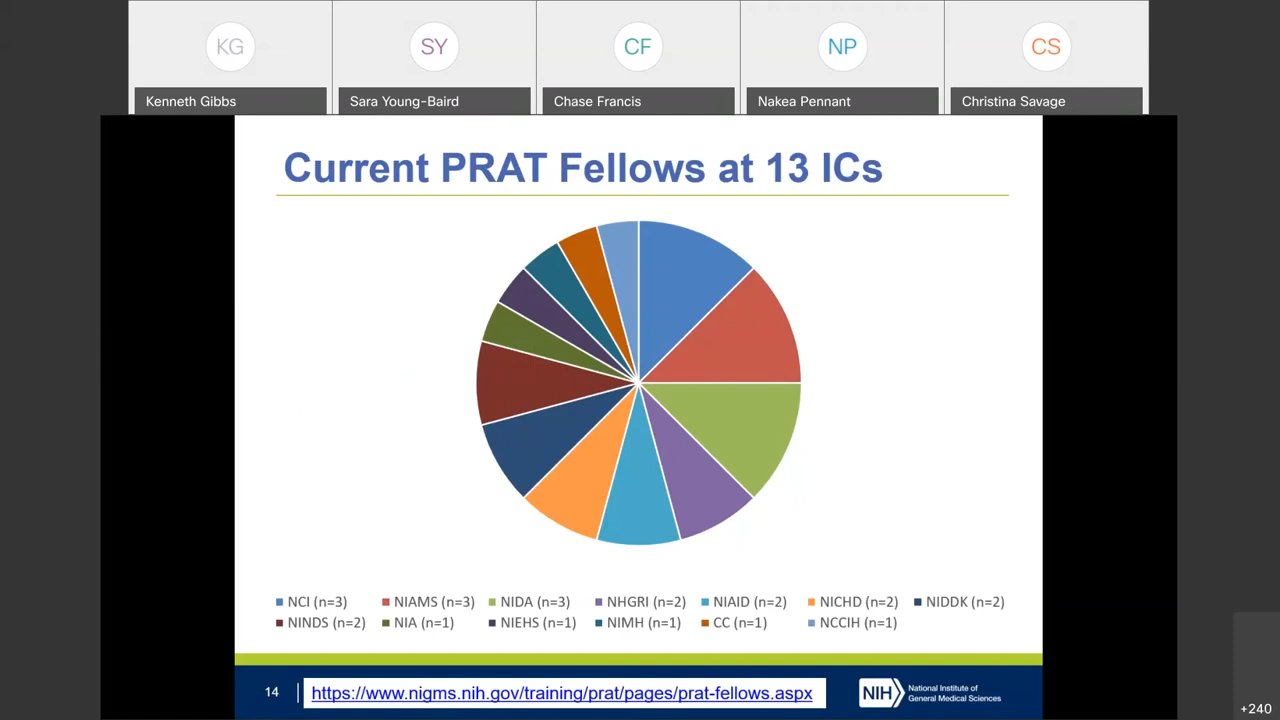 KG SY CF NP CS
Kenneth Gibbs Sara Young-Baird Chase Francis Nakea Pennant Christina Savage
Current PRAT Fellows at 13 ICs
NCI (n=3) NIAMS (n=3) NIDA (n=3) NHGRI (n=2) NIAID (n=2) NICHD (n=2) NIDDK (n=2)
NINDS (n=2) NIA (n=1) NIEHS (n=1) NIMH (n=1) CC (n=1) NCCIH (n=1)
14 https://www.nigms.nih.gov/training/prat/pages/prat-fellows.aspx NIH National Institute of
General Medical Sciences
+240